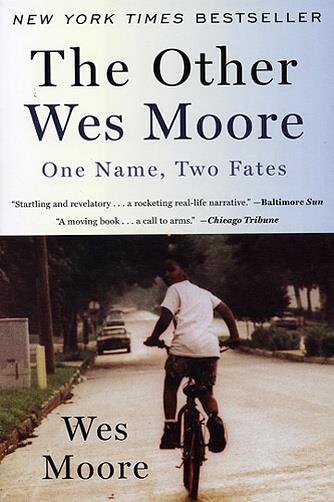 NEW YORK TIMES BESTSELLER
The Other
Wes Moore
One Name, Two Fates
"Startling and revelatory . . . a rocketing real-life narrative." —Baltimore Sun
"A moving book . . . a call to arms." —Chicago Tribune
Wes
Moore